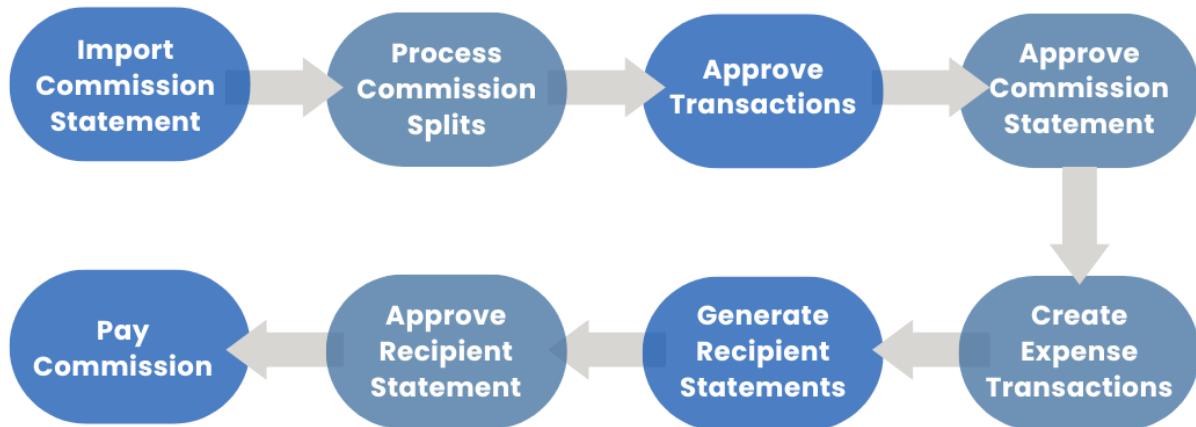 Import
Commission
Statement
Process
Commission
Splits
Approve
Transactions
Approve
Commission
Statement
Create
Expense
Transactions
Generate
Recipient
Statements
Approve
Recipient
Statement
Pay
Commission